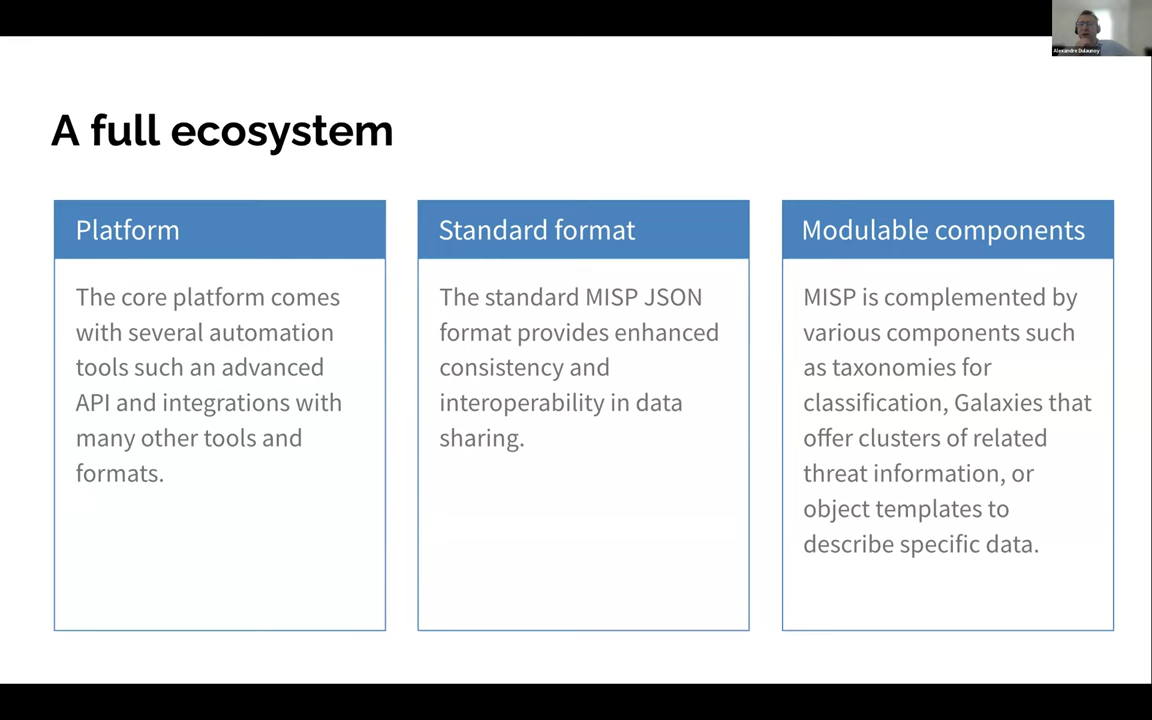 Alexandre Dulaunoy
A full ecosystem
Platform
The core platform comes
with several automation
tools such an advanced
API and integrations with
many other tools and
formats.
Standard format
The standard MISP JSON
format provides enhanced
consistency and
interoperability in data
sharing.
Modulable components
MISP is complemented by
various components such
as taxonomies for
classification, Galaxies that
offer clusters of related
threat information, or
object templates to
describe specific data.